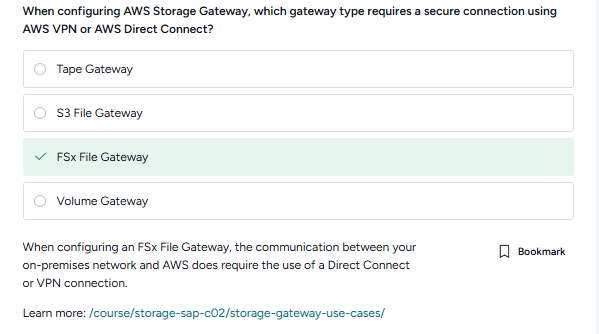 When configuring AWS Storage Gateway, which gateway type requires a secure connection using
AWS VPN or AWS Direct Connect?
Tape Gateway
S3 File Gateway
FSx File Gateway
Volume Gateway
When configuring an FSx File Gateway, the communication between your
on-premises network and AWS does require the use of a Direct Connect
or VPN connection.
Bookmark
Learn more: /course/storage-sap-c02/storage-gateway-use-cases/